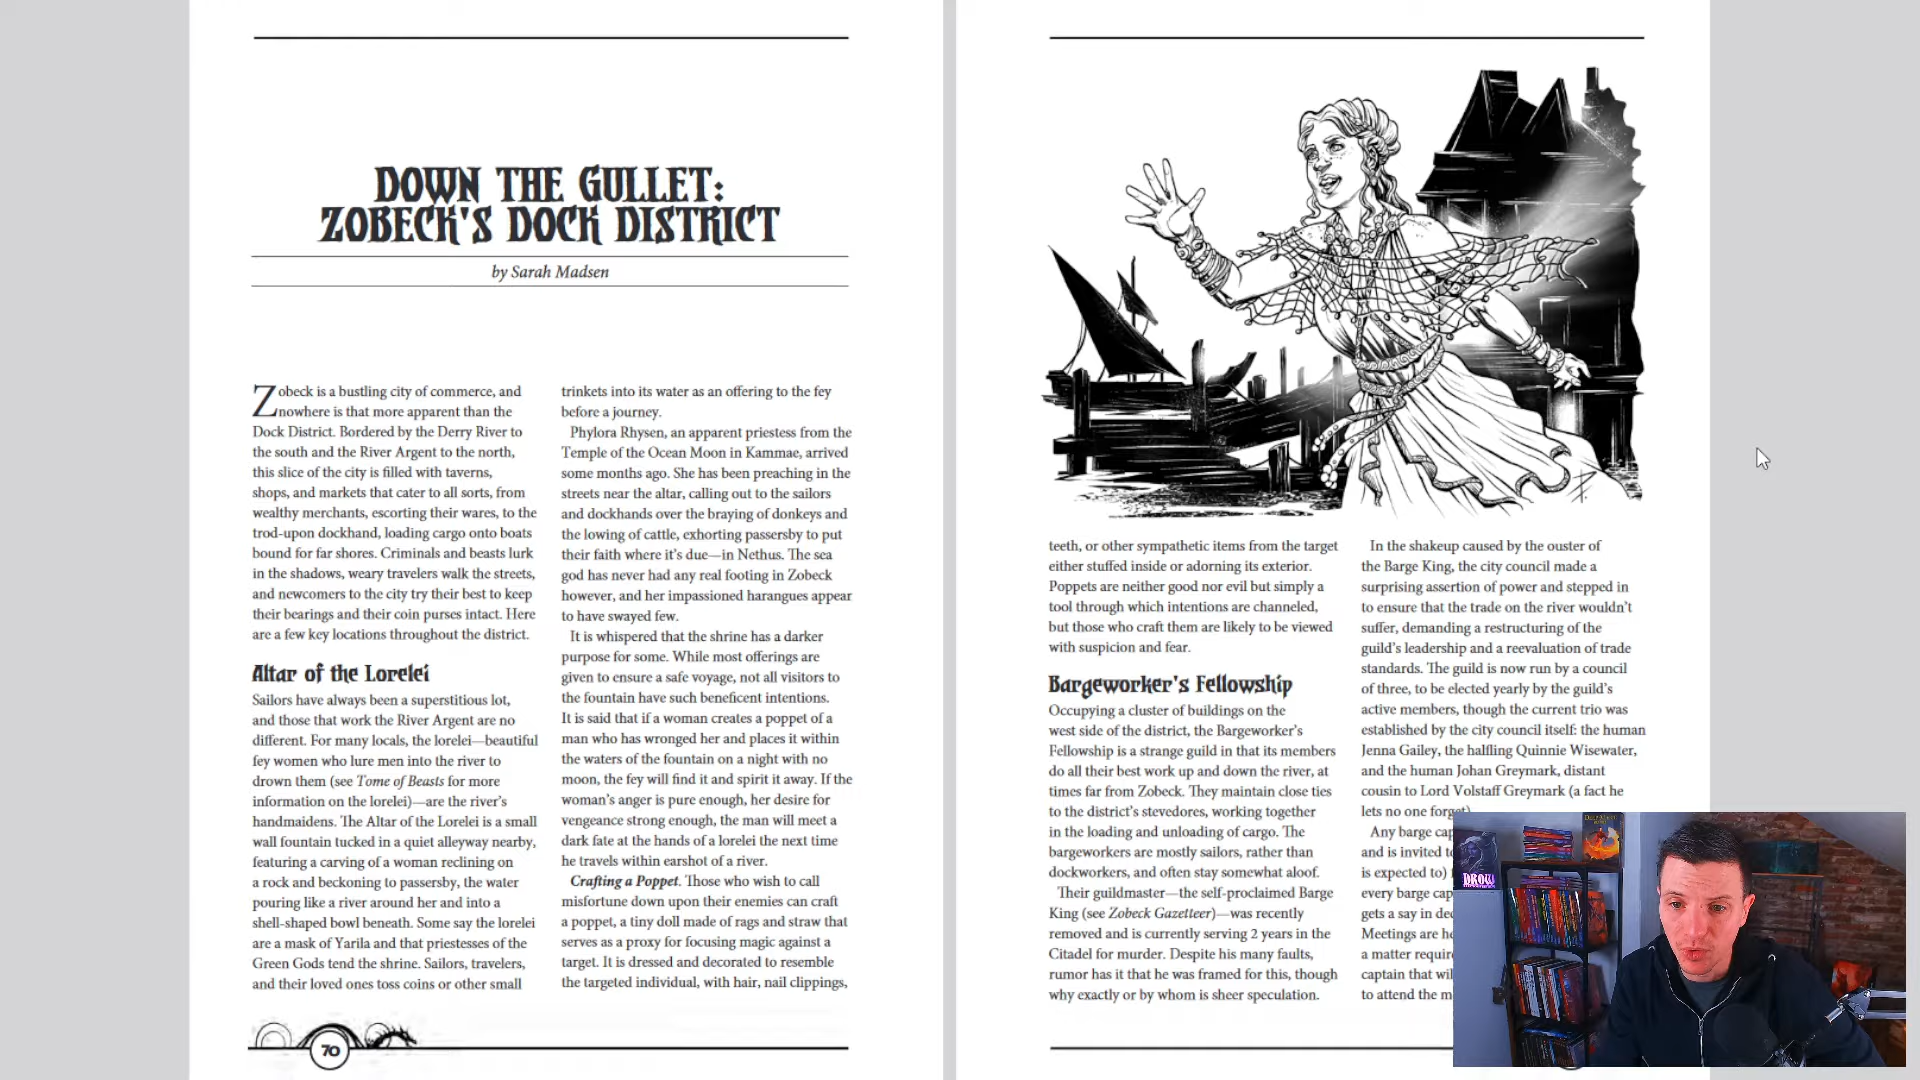 DOWN THE GULLET:
ZOBECK'S DOCK DISTRICT
by Sarah Madsen
Zobeck is a bustling city of commerce, and
nowhere is that more apparent than the
Dock District. Bordered by the Derry River to
the south and the River Argent to the north,
this slice of the city is filled with taverns,
shops, and markets that cater to all sorts, from
wealthy merchants, escorting their wares, to the
trod-upon dockhand, loading cargo onto boats
bound for far shores. Criminals and beasts lurk
in the shadows, weary travelers walk the streets,
and newcomers to the city try their best to keep
their bearings and their coin purses intact. Here
are a few key locations throughout the district.
Altar of the Lorelei
Sailors have always been a superstitious lot,
and those that work the River Argent are no
different. For many locals, the lorelei—beautiful
fey women who lure men into the river to
drown them (see Tome of Beasts for more
information on the lorelei)—are the river's
handmaidens. The Altar of the Lorelei is a small
wall fountain tucked in a quiet alleyway nearby,
featuring a carving of a woman reclining on
a rock and beckoning to passersby, the water
pouring like a river around her and into a
shell-shaped bowl beneath. Some say the lorelei
are a mask of Yarila and that priestesses of the
Green Gods tend the shrine. Sailors, travelers,
and their loved ones toss coins or other small
trinkets into its water as an offering to the fey
before a journey.
Phylora Rhysen, an apparent priestess from the
Temple of the Ocean Moon in Kammae, arrived
some months ago. She has been preaching in the
streets near the altar, calling out to the sailors
and dockhands over the braying of donkeys and
the lowing of cattle, exhorting passersby to put
their faith where it's due—in Nethus. The sea
god has never had any real footing in Zobeck
however, and her impassioned harangues appear
to have swayed few.
It is whispered that the shrine has a darker
purpose for some. While most offerings are
given to ensure a safe voyage, not all visitors to
the fountain have such beneficent intentions.
It is said that if a woman creates a poppet of a
man who has wronged her and places it within
the waters of the fountain on a night with no
moon, the fey will find it and spirit it away. If the
woman's anger is pure enough, her desire for
vengeance strong enough, the man will meet a
dark fate at the hands of a lorelei the next time
he travels within earshot of a river.
Crafting a Poppet. Those who wish to call
misfortune down upon their enemies can craft
a poppet, a tiny doll made of rags and straw that
serves as a proxy for focusing magic against a
target. It is dressed and decorated to resemble
the targeted individual, with hair, nail clippings,
70
teeth, or other sympathetic items from the target
either stuffed inside or adorning its exterior.
Poppets are neither good nor evil but simply a
tool through which intentions are channeled,
but those who craft them are likely to be viewed
with suspicion and fear.
Bargeworker's Fellowship
Occupying a cluster of buildings on the
west side of the district, the Bargeworker's
Fellowship is a strange guild in that its members
do all their best work up and down the river, at
times far from Zobeck. They maintain close ties
to the district's stevedores, working together
in the loading and unloading of cargo. The
bargeworkers are mostly sailors, rather than
dockworkers, and often stay somewhat aloof.
Their guildmaster—the self-proclaimed Barge
King (see Zobeck Gazetteer)—was recently
removed and is currently serving 2 years in the
Citadel for murder. Despite his many faults,
rumor has it that he was framed for this, though
why exactly or by whom is sheer speculation.
In the shakeup caused by the ouster of
the Barge King, the city council made a
surprising assertion of power and stepped in
to ensure that the trade on the river wouldn't
suffer, demanding a restructuring of the
guild's leadership and a reevaluation of trade
standards. The guild is now run by a council
of three, to be elected yearly by the guild's
active members, though the current trio was
established by the city council itself: the human
Jenna Gailey, the halfling Quinnie Wisewater,
and the human Johan Greymark, distant
cousin to Lord Volstaff Greymark (a fact he
lets no one forget)
Any barge cap
and is invited to
is expected to)
every barge cap
gets a say in dec
Meetings are he
a matter requir
captain that wil
to attend the m
DROW